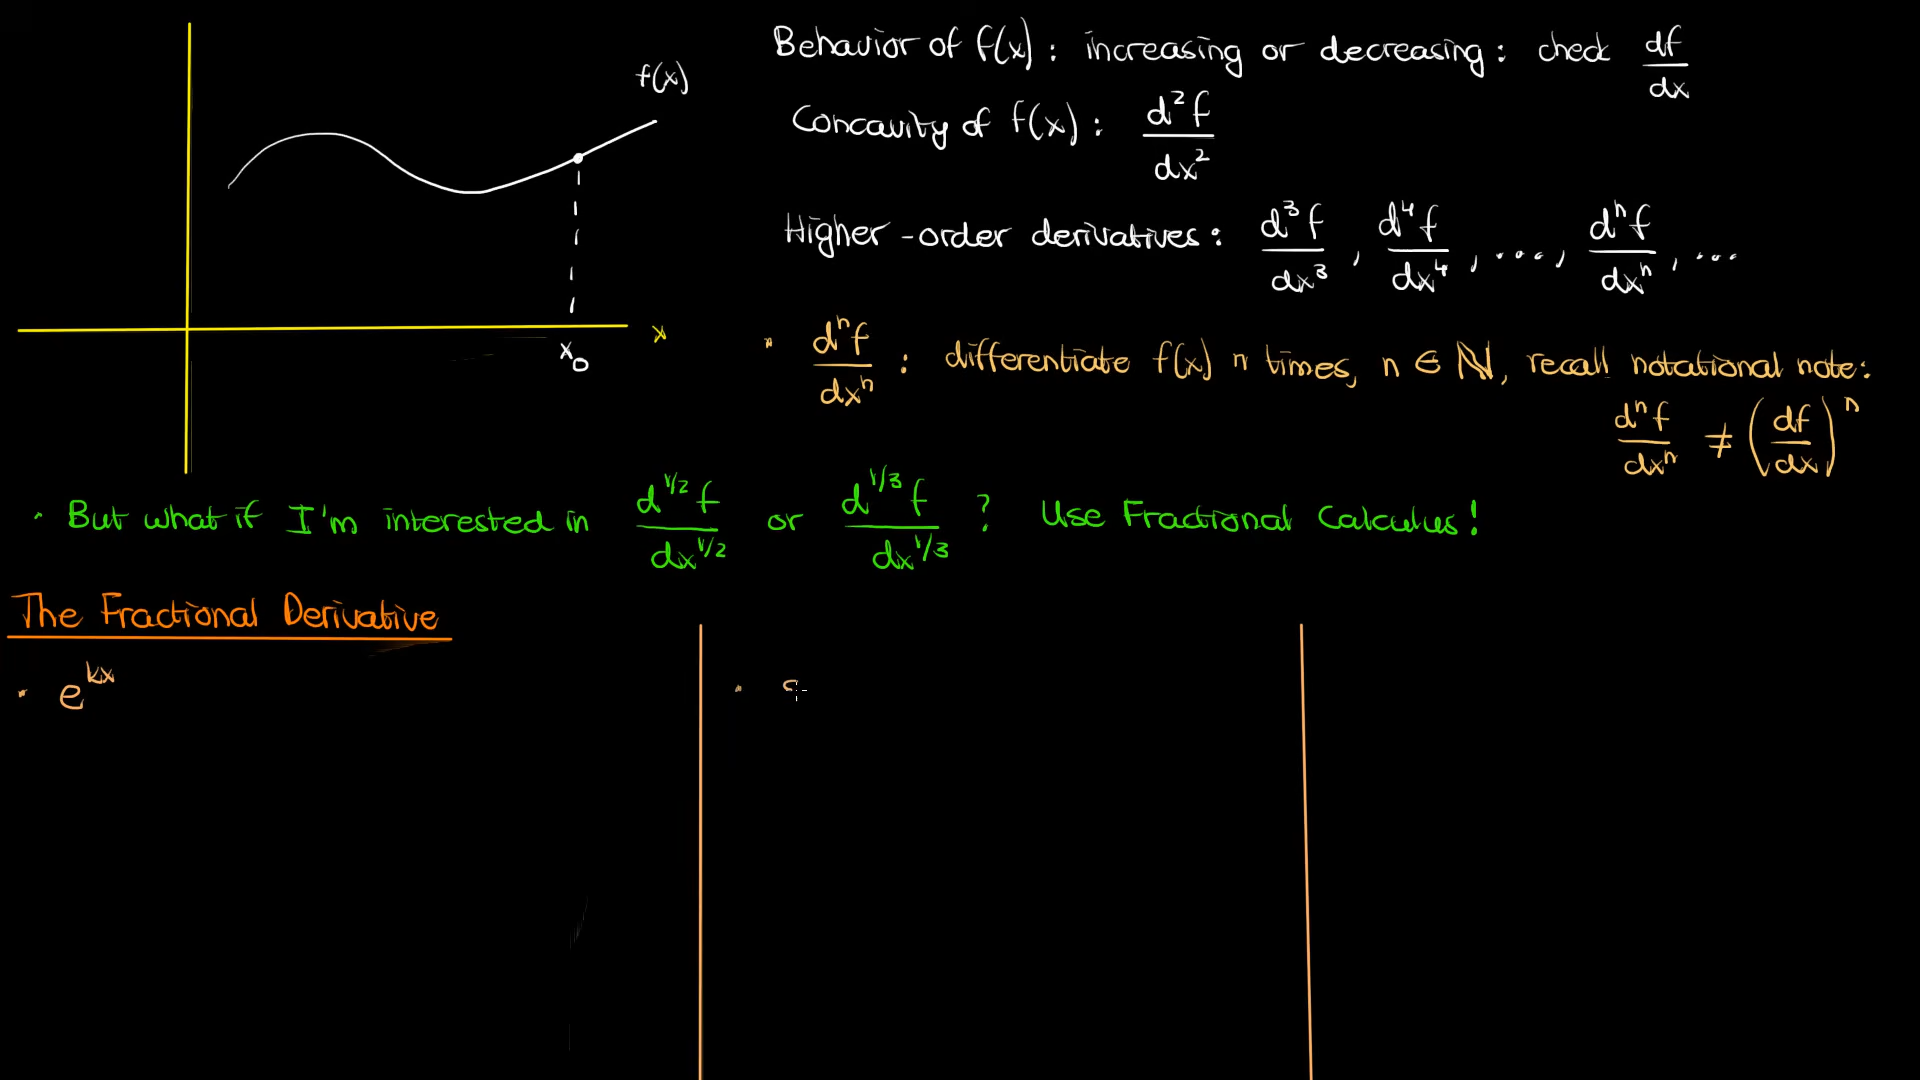 f(x)
x
x₀
Behavior of f(x): increasing or decreasing: check df/dx
Concavity of f(x): d²f/dx²
Higher-order derivatives: d³f/dx³, d⁴f/dx⁴, ...., dⁿf/dxⁿ, ...
• dⁿf/dxⁿ : differentiate f(x) n times, n ∈ ℕ, recall notational note:
dⁿf/dxⁿ ≠ (df/dx)ⁿ
• But what if I'm interested in d^{1/2}f/dx^{1/2} or d^{1/3}f/dx^{1/3} ? Use Fractional Calculus!
The Fractional Derivative
• e^{kx}